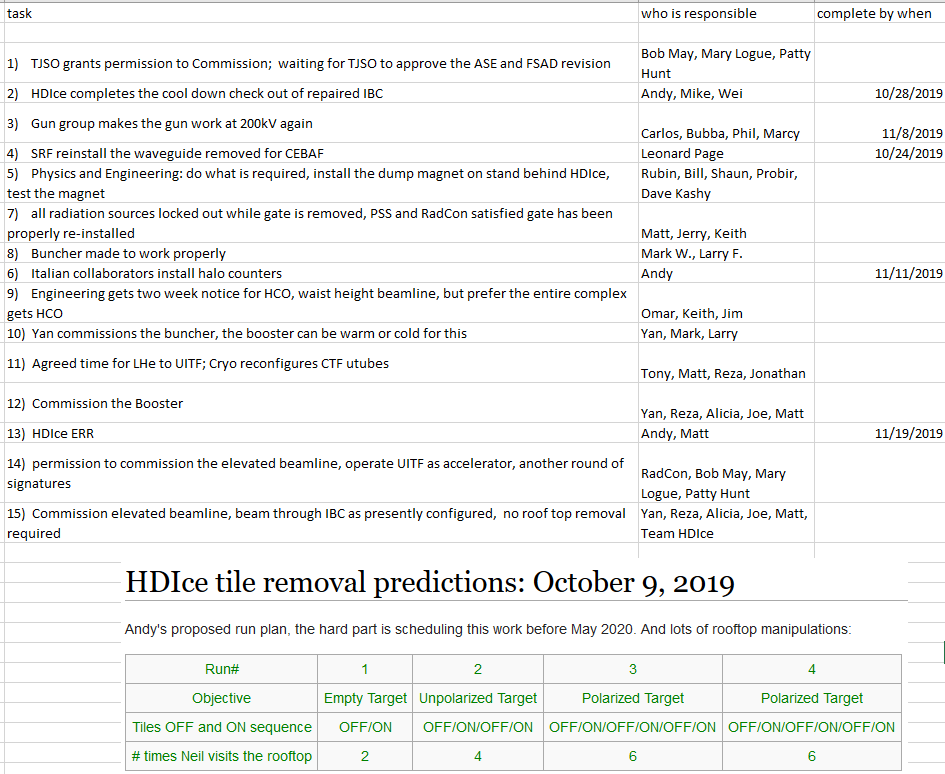 task who is responsible complete by when
1) TJSO grants permission to Commission; waiting for TJSO to approve the ASE and FSAD revision Bob May, Mary Logue, Patty
Hunt
2) HDIce completes the cool down check out of repaired IBC Andy, Mike, Wei 10/28/2019
3) Gun group makes the gun work at 200kV again Carlos, Bubba, Phil, Marcy 11/8/2019
4) SRF reinstall the waveguide removed for CEBAF Leonard Page 10/24/2019
5) Physics and Engineering: do what is required, install the dump magnet on stand behind HDIce, Rubin, Bill, Shaun, Probir,
test the magnet Dave Kashy
7) all radiation sources locked out while gate is removed, PSS and RadCon satisfied gate has been
properly re-installed Matt, Jerry, Keith
8) Buncher made to work properly Mark W., Larry F.
6) Italian collaborators install halo counters Andy 11/11/2019
9) Engineering gets two week notice for HCO, waist height beamline, but prefer the entire complex
gets HCO Omar, Keith, Jim
10) Yan commissions the buncher, the booster can be warm or cold for this Yan, Mark, Larry
11) Agreed time for LHe to UITF; Cryo reconfigures CTF utubes Tony, Matt, Reza, Jonathan
12) Commission the Booster Yan, Reza, Alicia, Joe, Matt
13) HDIce ERR Andy, Matt 11/19/2019
14) permission to commission the elevated beamline, operate UITF as accelerator, another round of RadCon, Bob May, Mary
signatures Logue, Patty Hunt
15) Commission elevated beamline, beam through IBC as presently configured, no roof top removal Yan, Reza, Alicia, Joe, Matt,
required Team HDIce
HDIce tile removal predictions: October 9, 2019
Andy's proposed run plan, the hard part is scheduling this work before May 2020. And lots of rooftop manipulations:
Run# 1 2 3 4
Objective Empty Target Unpolarized Target Polarized Target Polarized Target
Tiles OFF and ON sequence OFF/ON OFF/ON/OFF/ON OFF/ON/OFF/ON/OFF/ON OFF/ON/OFF/ON/OFF/ON
# times Neil visits the rooftop 2 4 6 6